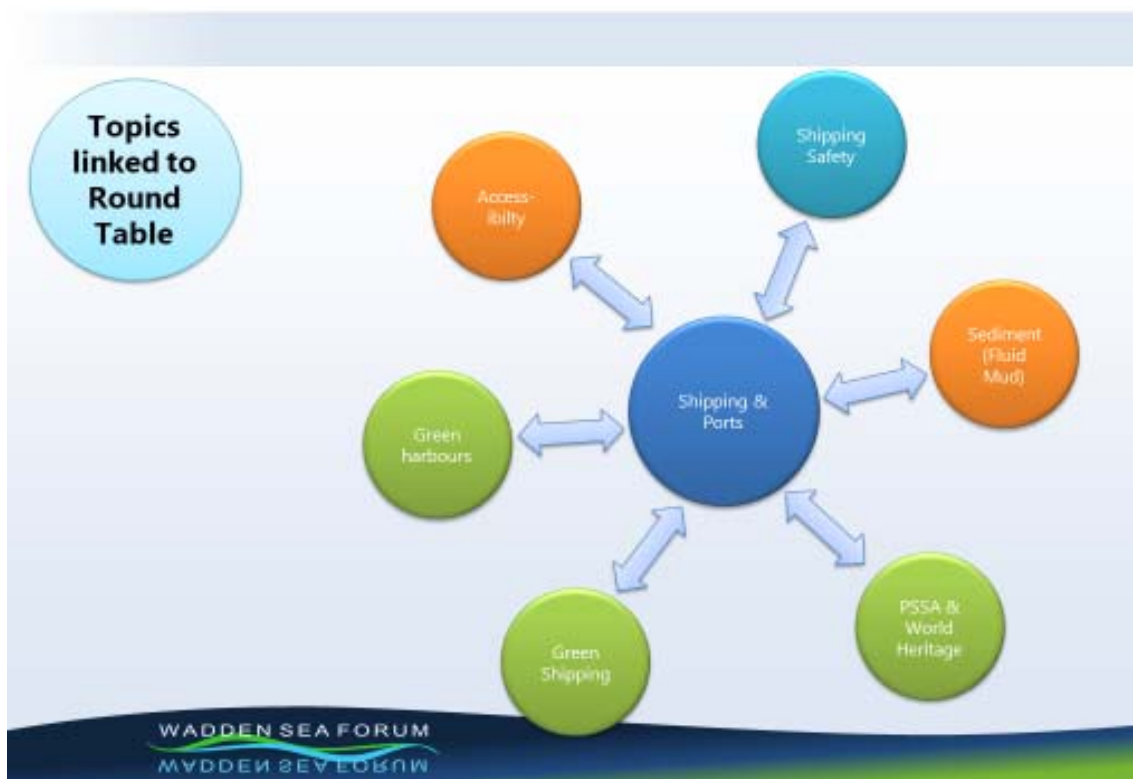 Topics
linked to
Round
Table
Shipping
Safety
Access-
ibilty
Sediment
(Fluid
Mud)
Shipping &
Ports
Green
harbours
PSSA &
World
Heritage
Green
Shipping
WADDEN SEA FORUM
WADDEN SEA FORUM